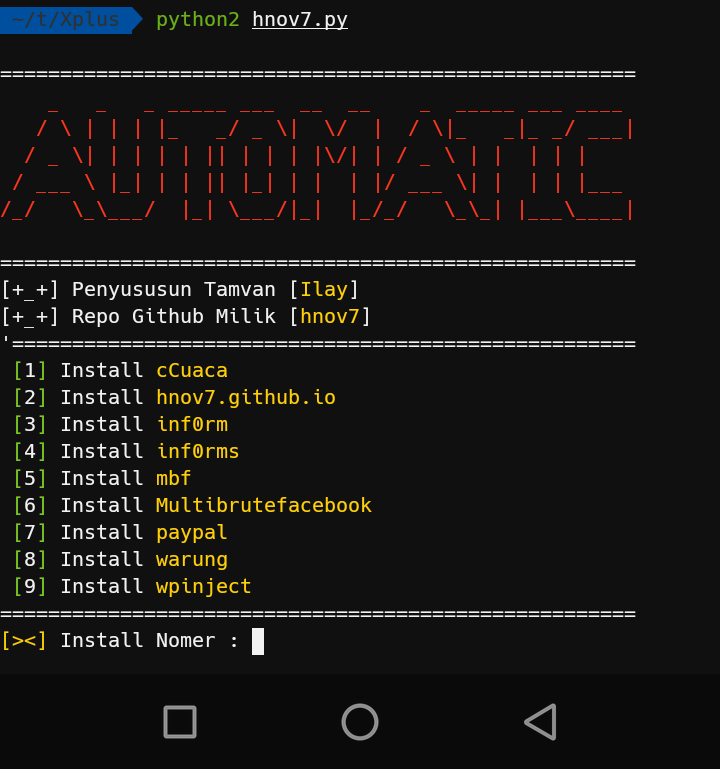 ~/t/Xplus python2 hnov7.py
=====================================================
AUTOMATIC
=====================================================
[+_+] Penyususun Tamvan [Ilay]
[+_+] Repo Github Milik [hnov7]
'====================================================
[1] Install cCuaca
[2] Install hnov7.github.io
[3] Install inf0rm
[4] Install inf0rms
[5] Install mbf
[6] Install Multibrutefacebook
[7] Install paypal
[8] Install warung
[9] Install wpinject
=====================================================
[><] Install Nomer :